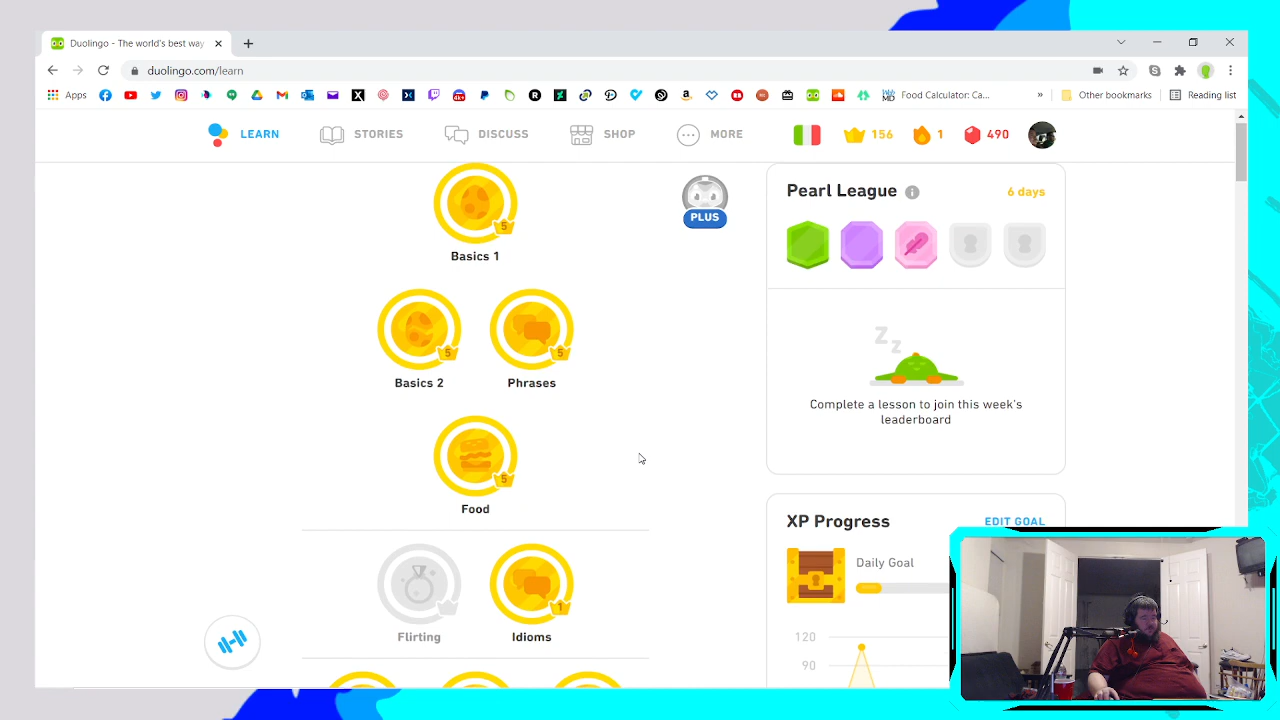 Duolingo - The world's best way
duolingo.com/learn
Apps
Food Calculator: Ca...
»
Other bookmarks
Reading list
LEARN
STORIES
DISCUSS
SHOP
MORE
156
1
490
5
Basics 1
PLUS
Pearl League
6 days
5
Basics 2
5
Phrases
Z z
Complete a lesson to join this week's
leaderboard
5
Food
XP Progress
EDIT GOAL
Daily Goal
Flirting
1
Idioms
120
90